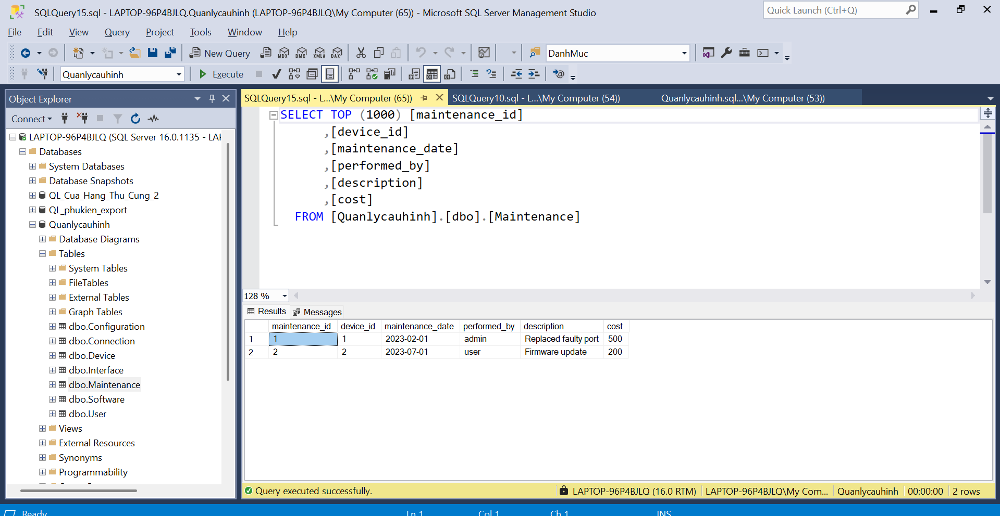 SQLQuery15.sql - LAPTOP-96P4BJLQ.Quanlycauhinh (LAPTOP-96P4BJLQ\My Computer (65)) - Microsoft SQL Server Management Studio
Quick Launch (Ctrl+Q)
File Edit View Query Project Tools Window Help
New Query MDX DMX XMLA DAX DanhMuc
Quanlycauhinh Execute
Object Explorer
Connect
LAPTOP-96P4BJLQ (SQL Server 16.0.1135 - LAP
Databases
System Databases
Database Snapshots
QL_Cua_Hang_Thu_Cung_2
QL_phukien_export
Quanlycauhinh
Database Diagrams
Tables
System Tables
FileTables
External Tables
Graph Tables
dbo.Configuration
dbo.Connection
dbo.Device
dbo.Interface
dbo.Maintenance
dbo.Software
dbo.User
Views
External Resources
Synonyms
Programmability
SQLQuery15.sql - L...\My Computer (65)) SQLQuery10.sql - L...\My Computer (54)) Quanlycauhinh.sql...\My Computer (53))
SELECT TOP (1000) [maintenance_id]
,[device_id]
,[maintenance_date]
,[performed_by]
,[description]
,[cost]
FROM [Quanlycauhinh].[dbo].[Maintenance]
128 %
Results Messages
maintenance_id device_id maintenance_date performed_by description cost
1 1 1 2023-02-01 admin Replaced faulty port 500
2 2 2 2023-07-01 user Firmware update 200
Query executed successfully. LAPTOP-96P4BJLQ (16.0 RTM) LAPTOP-96P4BJLQ\My Com... Quanlycauhinh 00:00:00 2 rows
Ready Ln 1 Col 1 Ch 1 INS